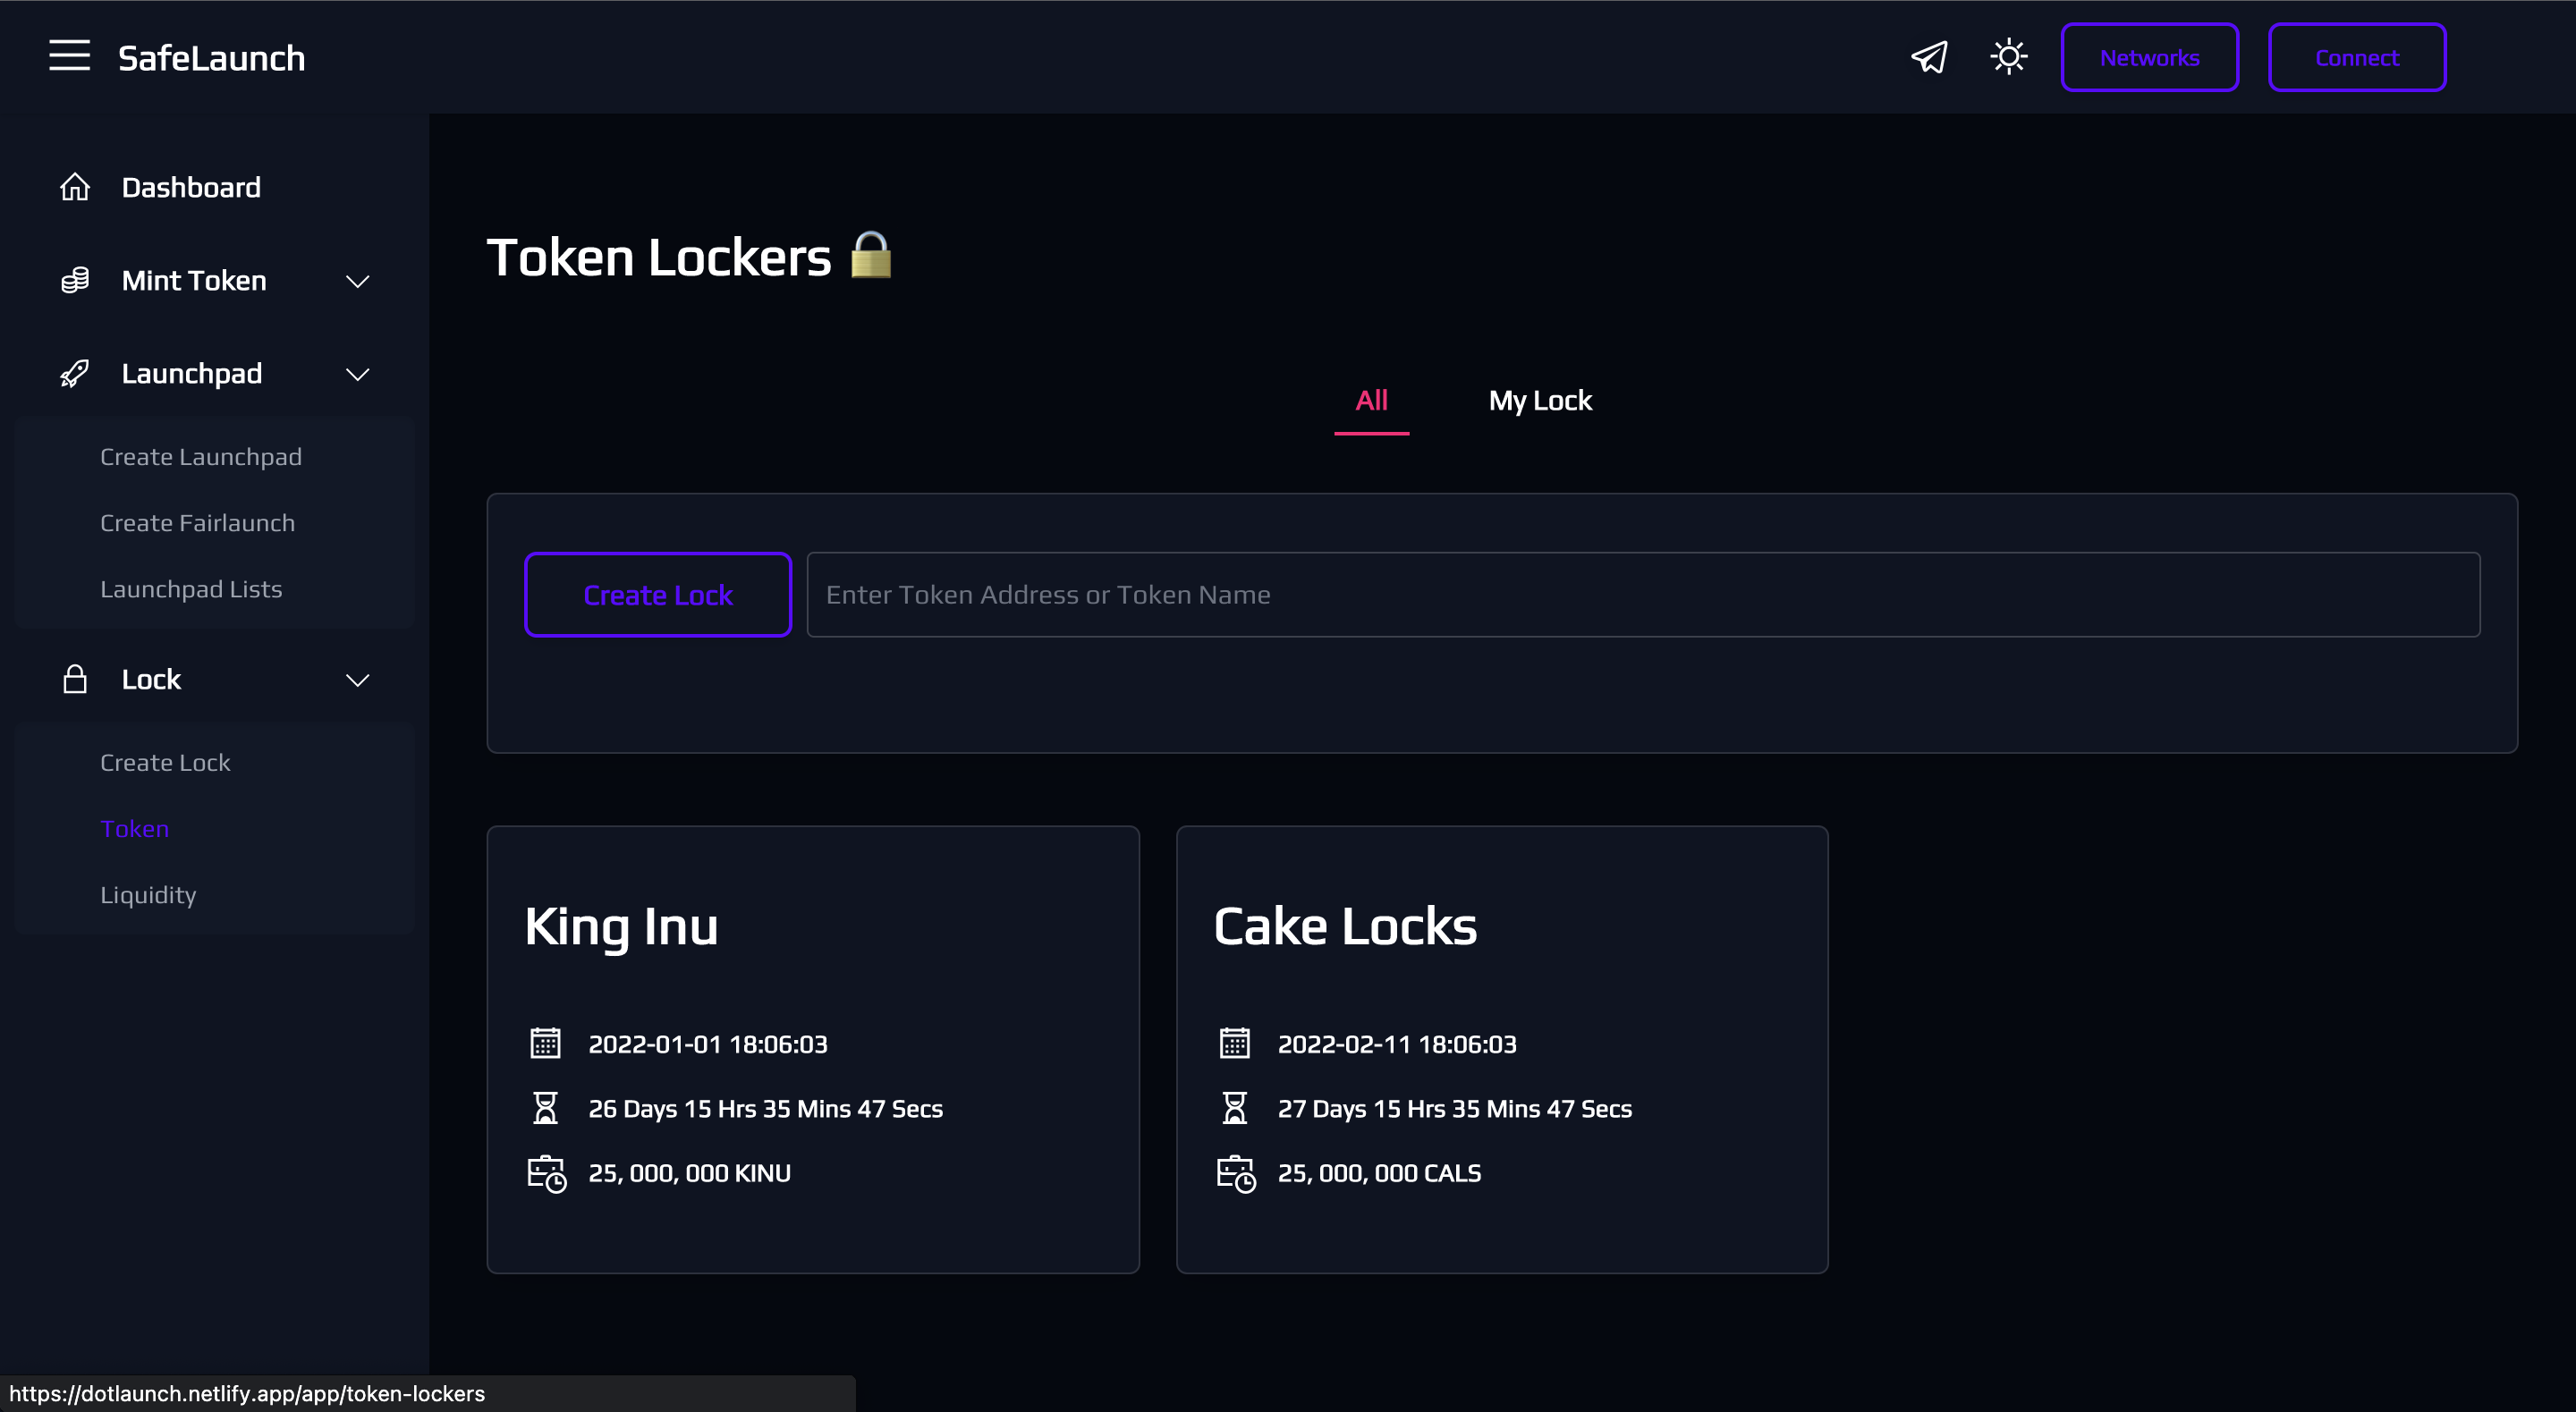 SafeLaunch
Networks
Connect
Dashboard
Mint Token
Launchpad
Create Launchpad
Create Fairlaunch
Launchpad Lists
Lock
Create Lock
Token
Liquidity
Token Lockers
All
My Lock
Create Lock
Enter Token Address or Token Name
King Inu
2022-01-01 18:06:03
26 Days 15 Hrs 35 Mins 47 Secs
25, 000, 000 KINU
Cake Locks
2022-02-11 18:06:03
27 Days 15 Hrs 35 Mins 47 Secs
25, 000, 000 CALS
https://dotlaunch.netlify.app/app/token-lockers